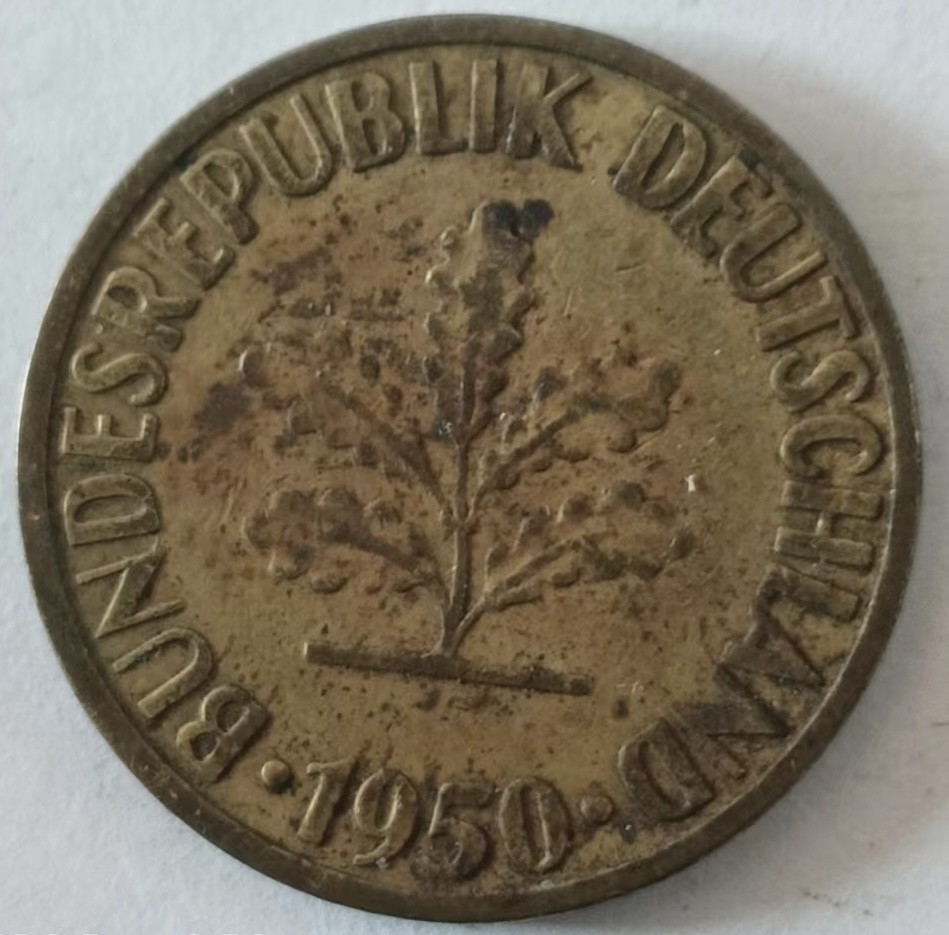 BUNDESREPUBLIK DEUTSCHLAND
• 1950 •